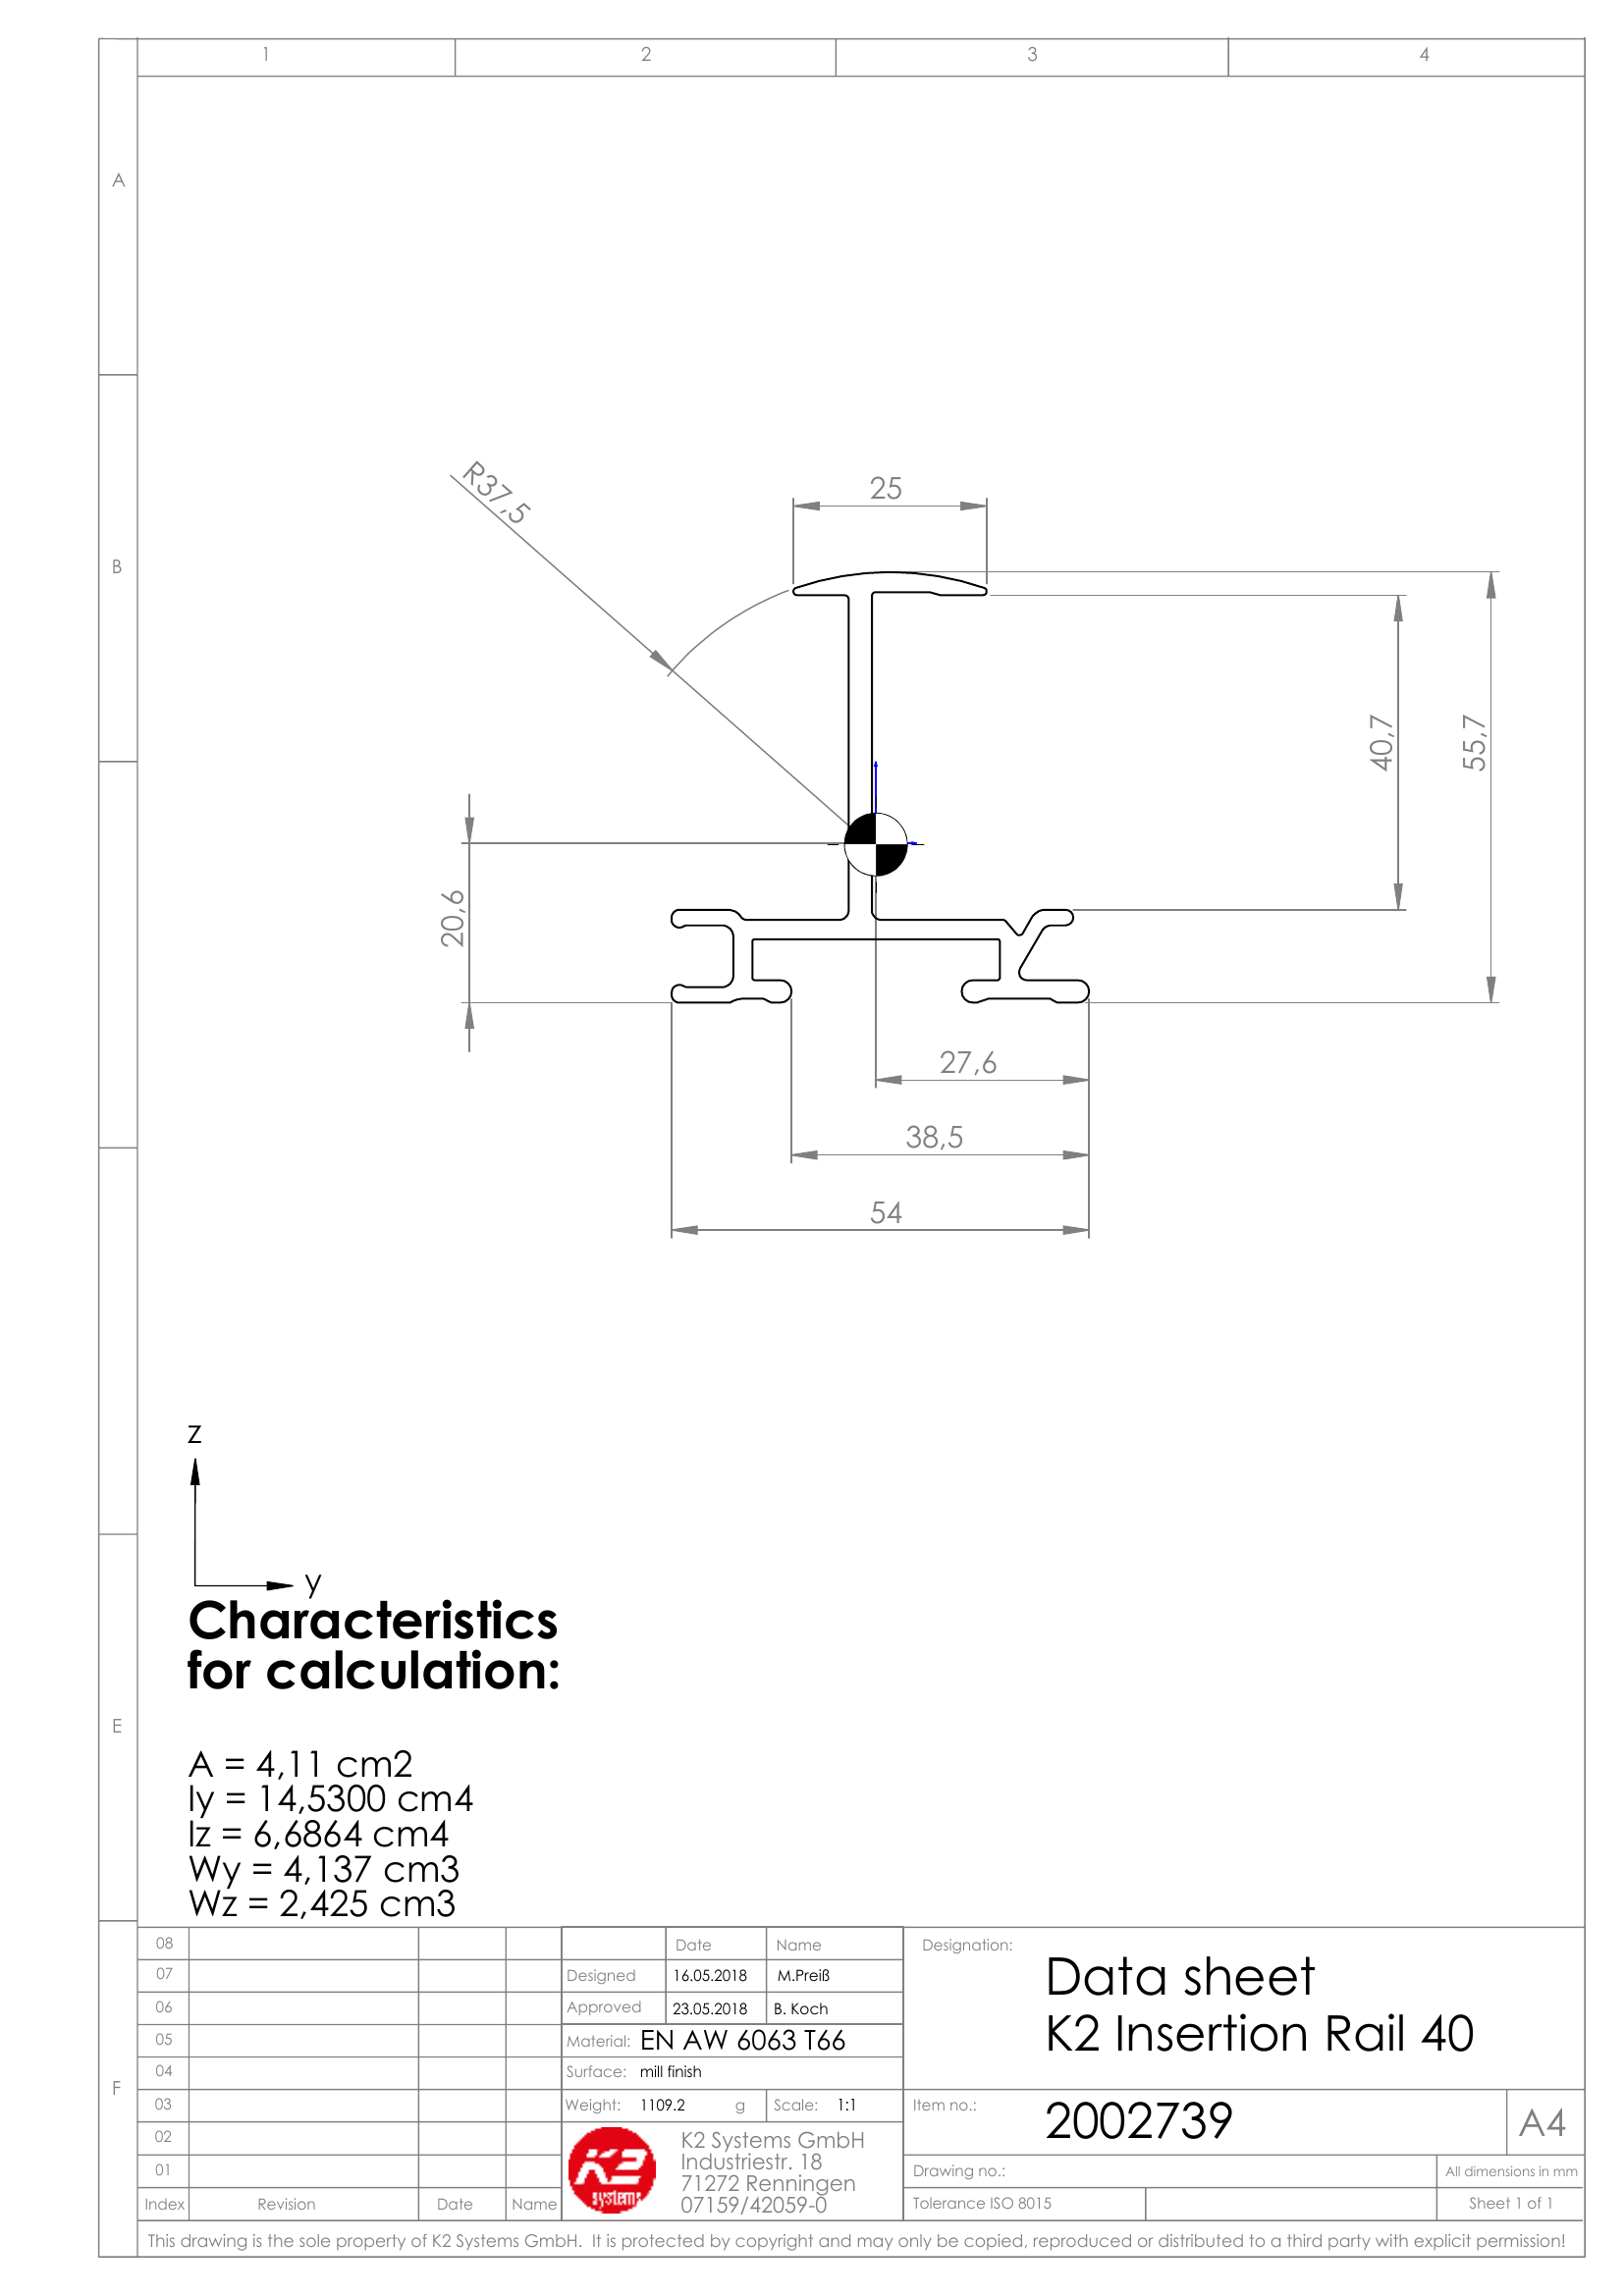 1
2
3
4
A
B
E
F
R37,5
25
40,7
55,7
20,6
27,6
38,5
54
z
y
Characteristics
for calculation:
A = 4,11 cm2
Iy = 14,5300 cm4
Iz = 6,6864 cm4
Wy = 4,137 cm3
Wz = 2,425 cm3
08
07
06
05
04
03
02
01
Index Revision Date Name
Date Name
Designed 16.05.2018 M.Preiß
Approved 23.05.2018 B. Koch
Material: EN AW 6063 T66
Surface: mill finish
Weight: 1109.2 g Scale: 1:1
K2
systems
K2 Systems GmbH
Industriestr. 18
71272 Renningen
07159/42059-0
Designation:
Data sheet
K2 Insertion Rail 40
Item no.: 2002739 A4
Drawing no.: All dimensions in mm
Tolerance ISO 8015 Sheet 1 of 1
This drawing is the sole property of K2 Systems GmbH. It is protected by copyright and may only be copied, reproduced or distributed to a third party with explicit permission!